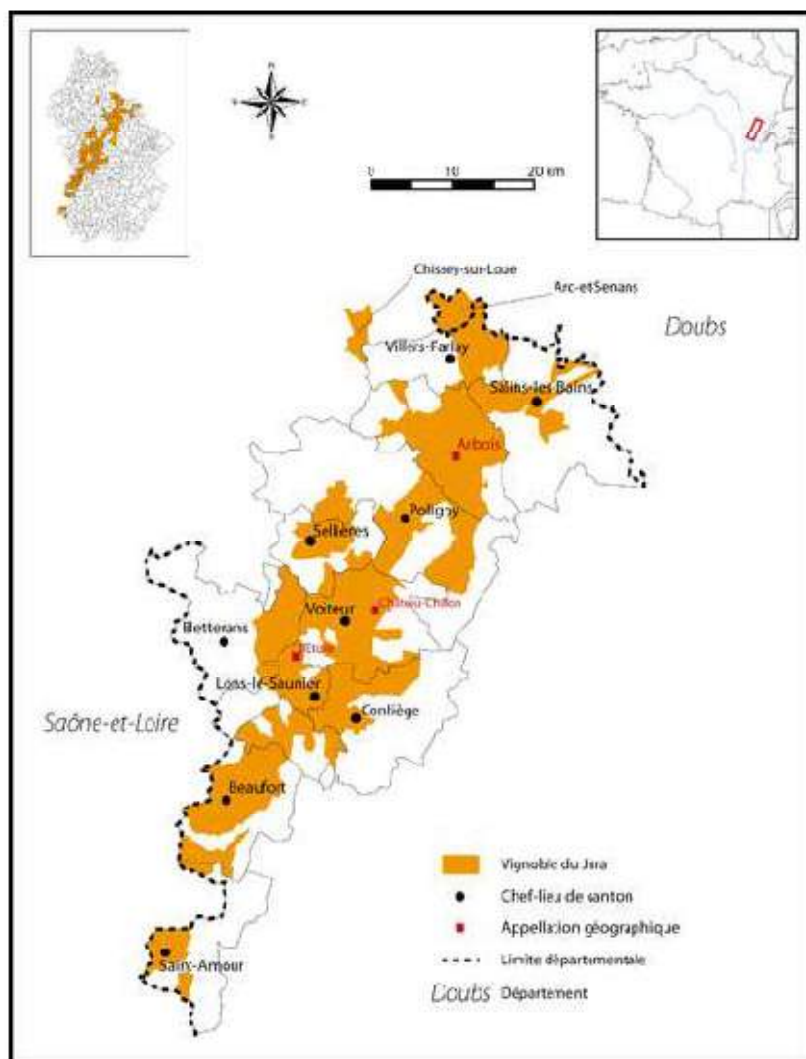 N
0 10 20 km
Chissey-sur-Loue
Arc-et-Senans
Doubs
Villers-Farlay
Salins-les Bains
Arbois
Poligny
Sellières
Château-Chillon
Voiteur
Bletterans
l'Etoile
Lons-le-Saunier
Conliège
Saône-et-Loire
Beaufort
Vignoble du Jura
Chef-lieu de canton
Appellation géographique
Limite départementale
Doubs Département
Saint-Amour